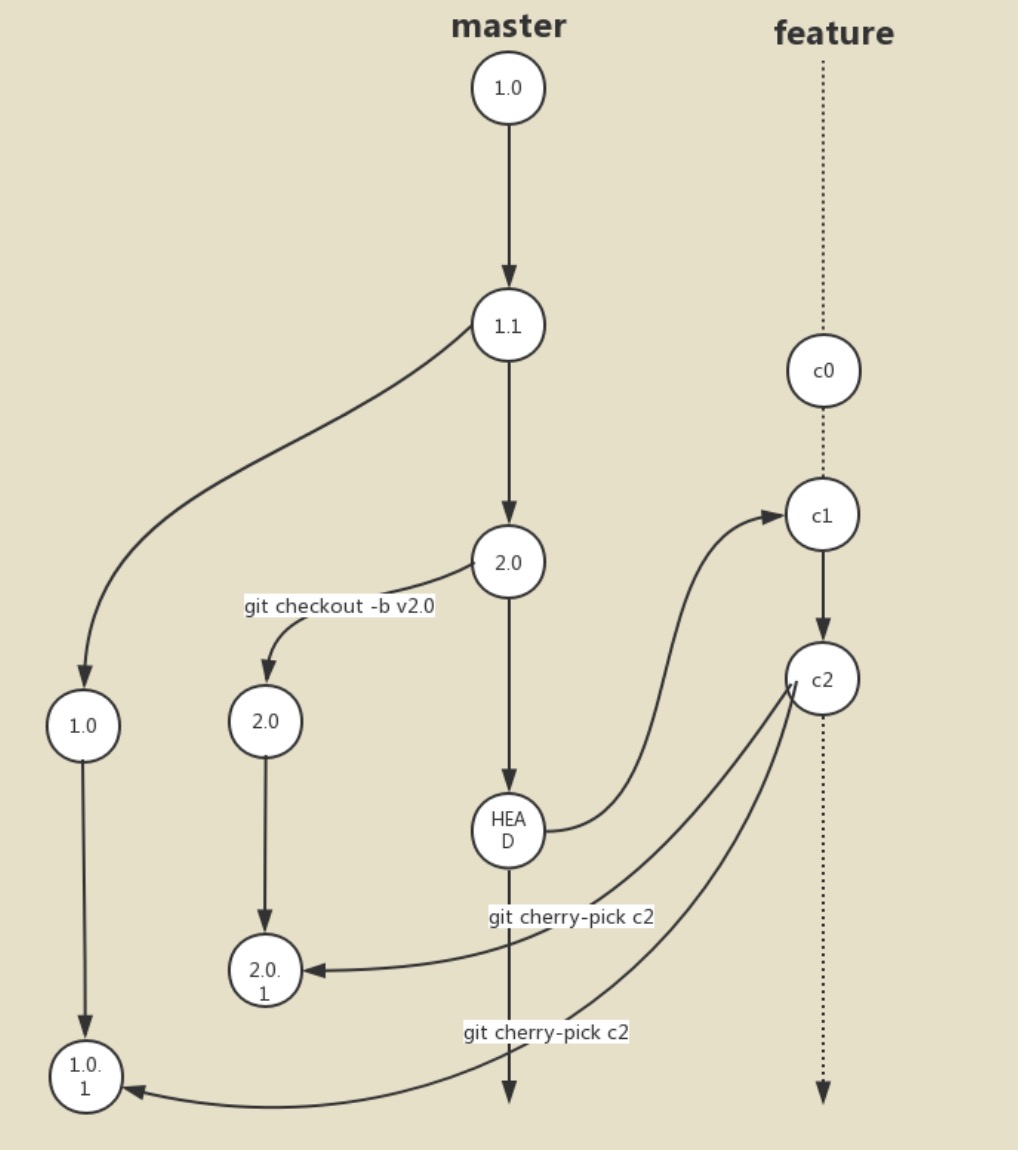 master
feature
1.0
1.1
c0
c1
2.0
git checkout -b v2.0
c2
1.0
2.0
HEA
D
git cherry-pick c2
2.0.
1
git cherry-pick c2
1.0.
1